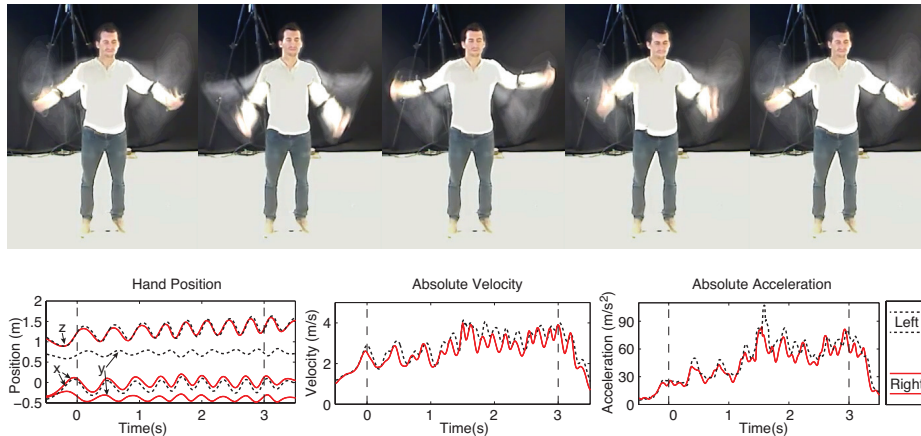 Hand Position
2
1.5
1
0.5
0
−0.5
Position (m)
z
x
y
0 1 2 3
Time(s)
Absolute Velocity
4
2
0
Velocity (m/s)
0 1 2 3
Time(s)
Absolute Acceleration
90
60
30
0
Acceleration (m/s²)
0 1 2 3
Time(s)
Left
Right